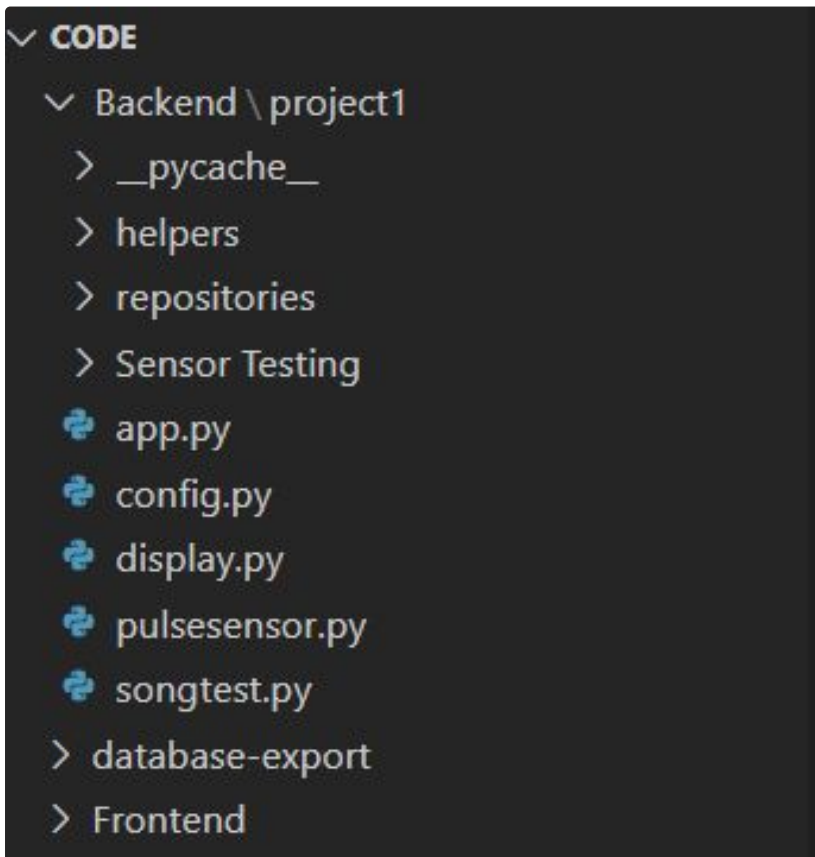 CODE
Backend \ project1
__pycache__
helpers
repositories
Sensor Testing
app.py
config.py
display.py
pulsesensor.py
songtest.py
database-export
Frontend